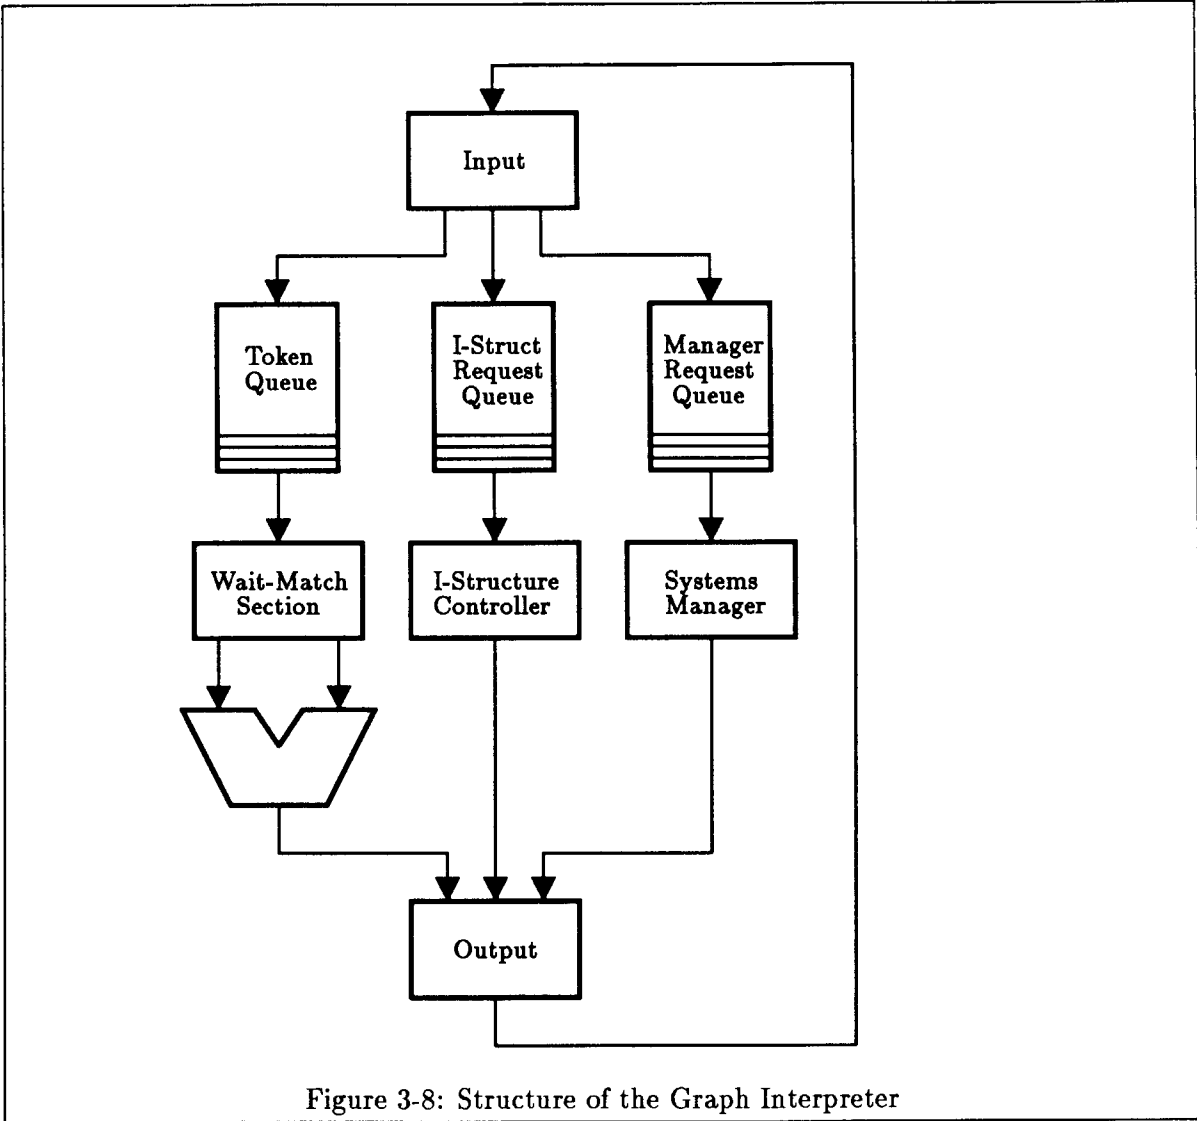 Input
Token
Queue
I-Struct
Request
Queue
Manager
Request
Queue
Wait-Match
Section
I-Structure
Controller
Systems
Manager
Output
Figure 3-8: Structure of the Graph Interpreter